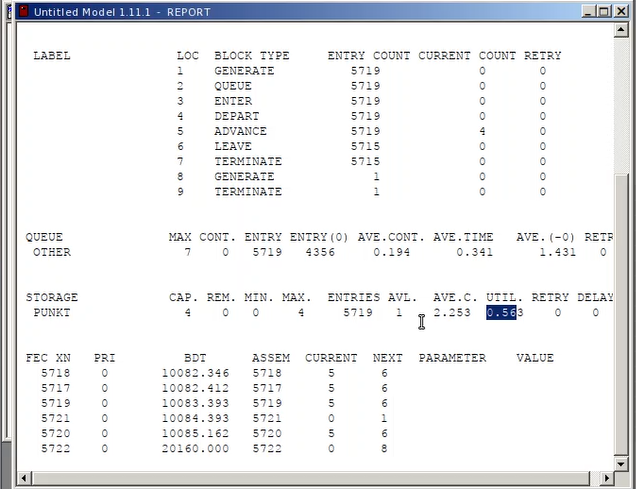 Untitled Model 1.11.1 - REPORT
LABEL LOC BLOCK TYPE ENTRY COUNT CURRENT COUNT RETRY
1 GENERATE 5719 0 0
2 QUEUE 5719 0 0
3 ENTER 5719 0 0
4 DEPART 5719 0 0
5 ADVANCE 5719 4 0
6 LEAVE 5715 0 0
7 TERMINATE 5715 0 0
8 GENERATE 1 0 0
9 TERMINATE 1 0 0
QUEUE MAX CONT. ENTRY ENTRY(0) AVE.CONT. AVE.TIME AVE.(-0) RETR
OTHER 7 0 5719 4356 0.194 0.341 1.431 0
STORAGE CAP. REM. MIN. MAX. ENTRIES AVL. AVE.C. UTIL. RETRY DELAY
PUNKT 4 0 0 4 5719 1 2.253 0.563 0 0
FEC XN PRI BDT ASSEM CURRENT NEXT PARAMETER VALUE
5718 0 10082.346 5718 5 6
5717 0 10082.412 5717 5 6
5719 0 10083.393 5719 5 6
5721 0 10084.393 5721 0 1
5720 0 10085.162 5720 5 6
5722 0 20160.000 5722 0 8